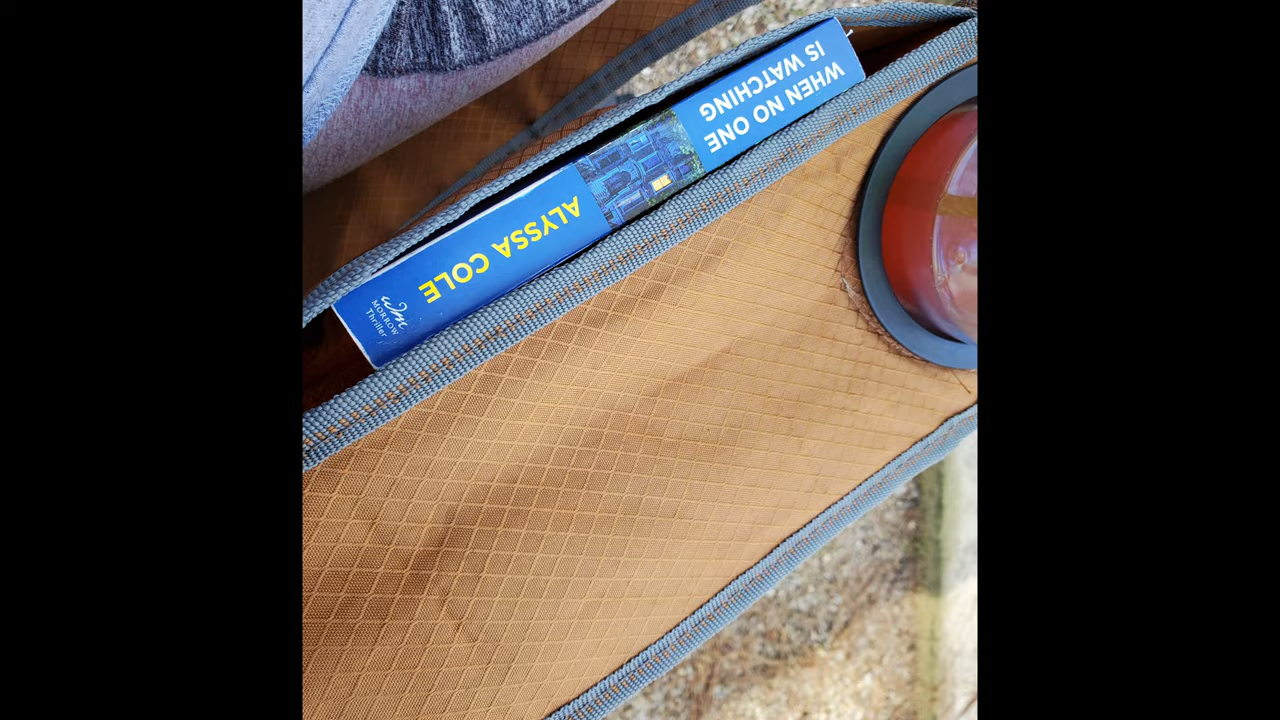 WHEN NO ONE
IS WATCHING
ALYSSA COLE
wm
MORROW
Thriller